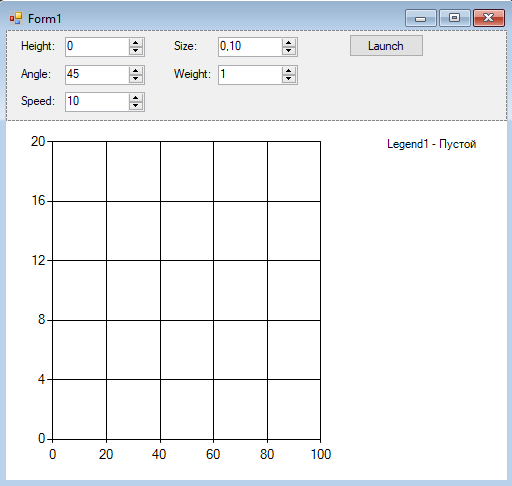 Form1
Height: 0 Size: 0,10 Launch
Angle: 45 Weight: 1
Speed: 10
Legend1 - Пустой
20
16
12
8
4
0
0 20 40 60 80 100